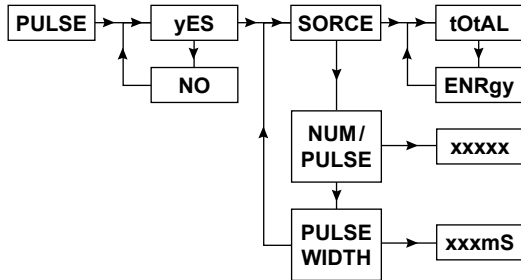 PULSE
yES
SORCE
tOtAL
NO
ENRgy
NUM/
PULSE
xxxxx
PULSE
WIDTH
xxxmS